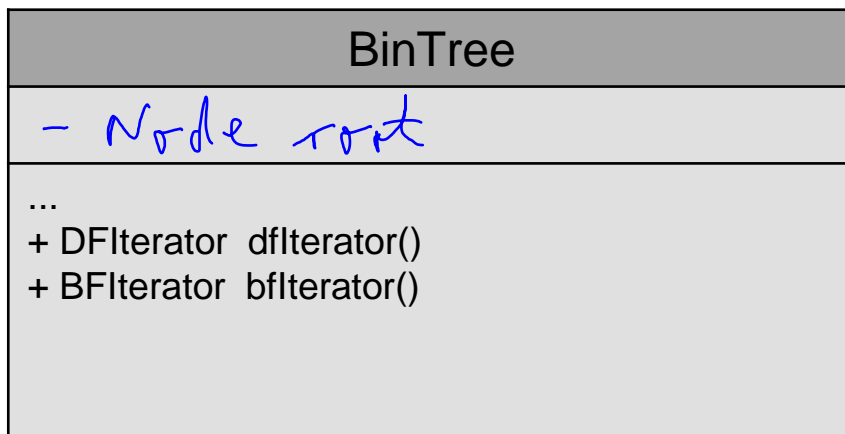 BinTree
- Node root
...
+ DFIterator dfIterator()
+ BFIterator bfIterator()